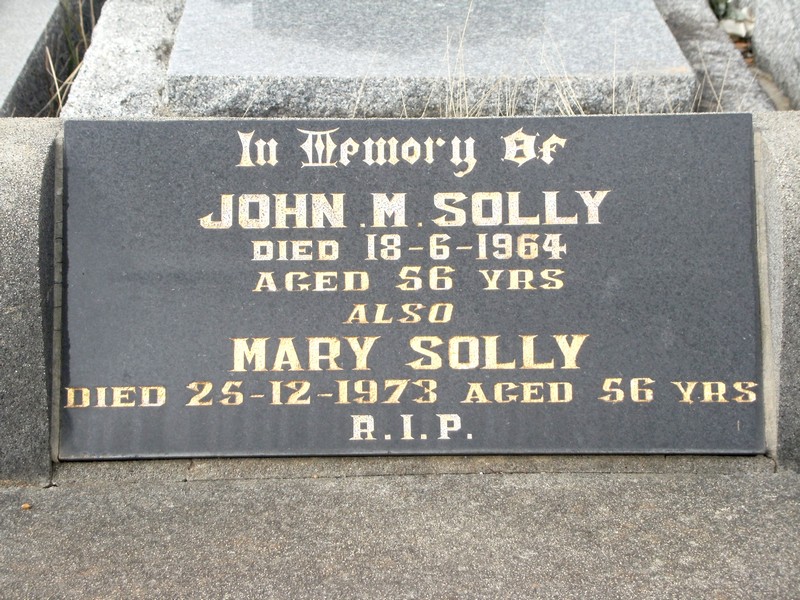 In Memory Of
JOHN .M. SOLLY
DIED 18-6-1964
AGED 56 YRS
ALSO
MARY SOLLY
DIED 25-12-1973 AGED 56 YRS
R.I.P.